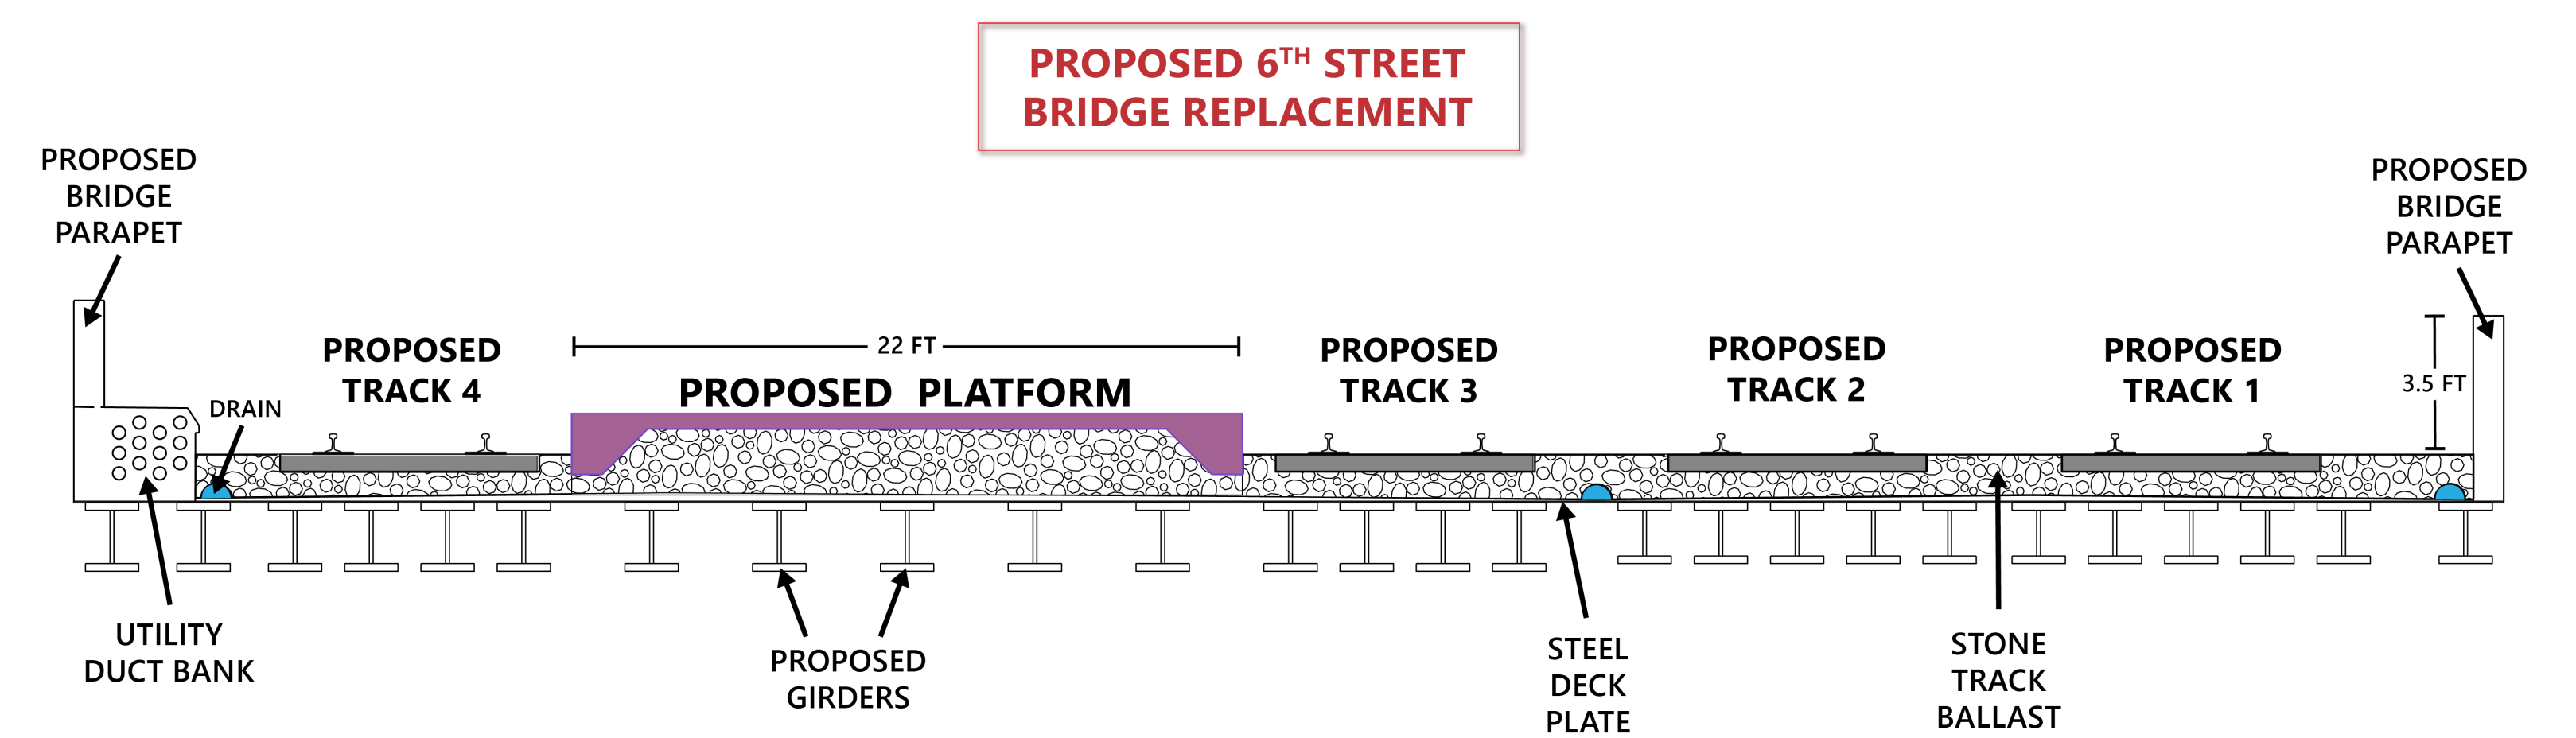 PROPOSED 6TH STREET
BRIDGE REPLACEMENT
PROPOSED
BRIDGE
PARAPET
PROPOSED
BRIDGE
PARAPET
PROPOSED
TRACK 4
22 FT
PROPOSED PLATFORM
PROPOSED
TRACK 3
PROPOSED
TRACK 2
PROPOSED
TRACK 1
3.5 FT
DRAIN
UTILITY
DUCT BANK
PROPOSED
GIRDERS
STEEL
DECK
PLATE
STONE
TRACK
BALLAST